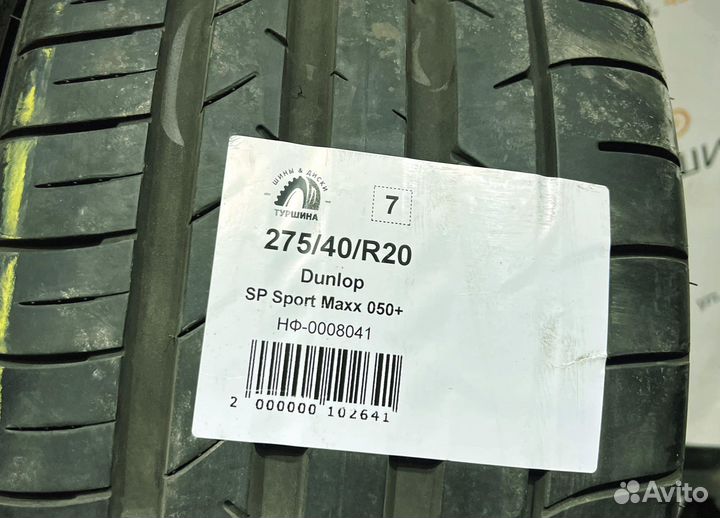 ШИНЫ & ДИСКИ
ТУРШИНА
7
275/40/R20
Dunlop
SP Sport Maxx 050+
НФ-0008041
2 000000 102641
Avito